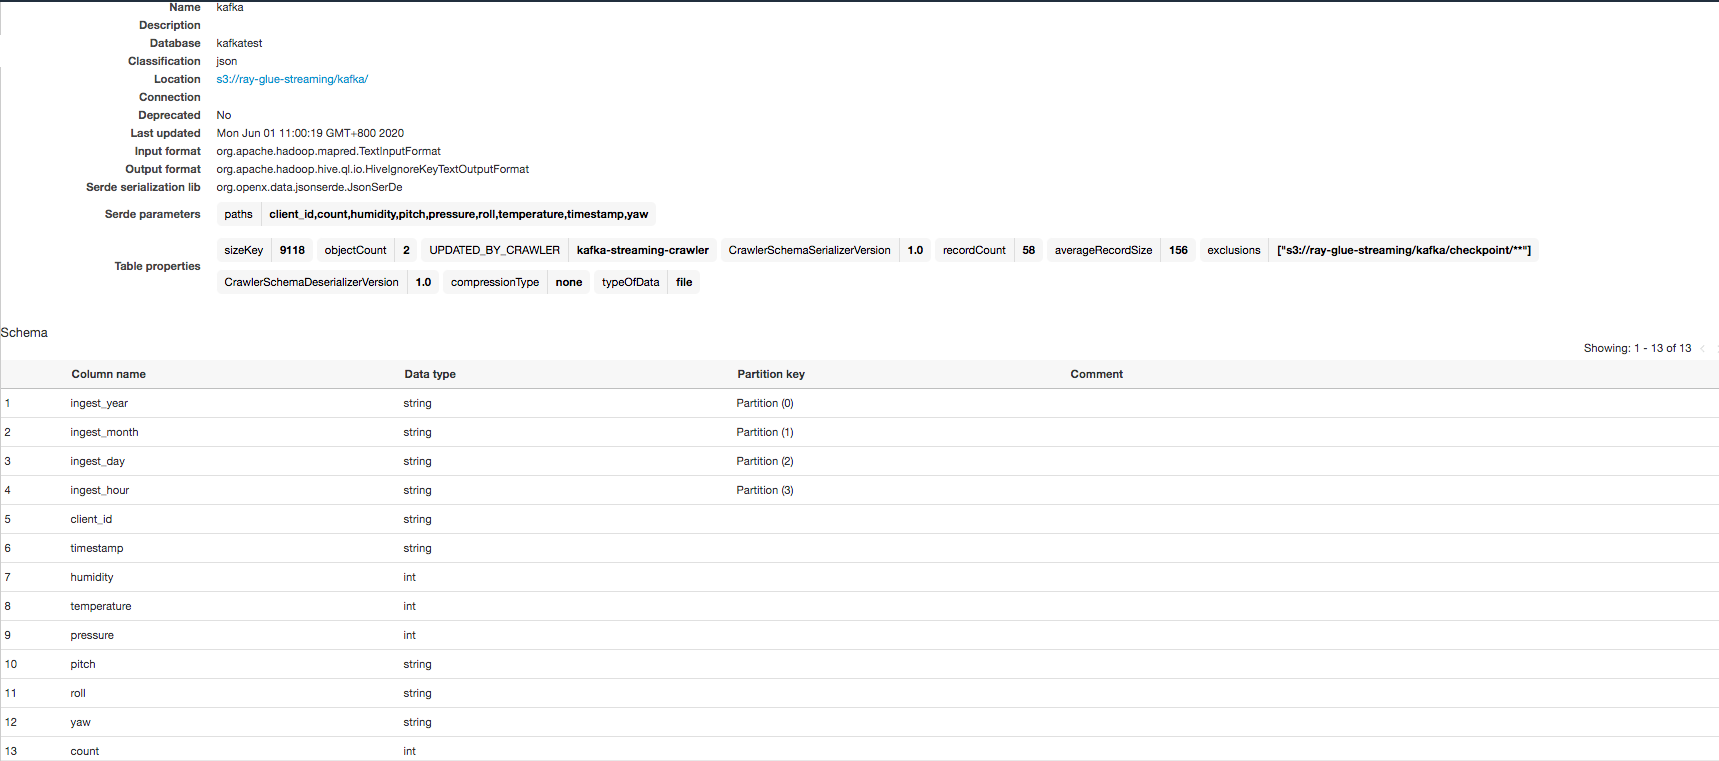 Name kafka
Description
Database kafkatest
Classification json
Location s3://ray-glue-streaming/kafka/
Connection
Deprecated No
Last updated Mon Jun 01 11:00:19 GMT+800 2020
Input format org.apache.hadoop.mapred.TextInputFormat
Output format org.apache.hadoop.hive.ql.io.HiveIgnoreKeyTextOutputFormat
Serde serialization lib org.openx.data.jsonserde.JsonSerDe
Serde parameters paths client_id,count,humidity,pitch,pressure,roll,temperature,timestamp,yaw
Table properties
sizeKey 9118 objectCount 2 UPDATED_BY_CRAWLER kafka-streaming-crawler CrawlerSchemaSerializerVersion 1.0 recordCount 58 averageRecordSize 156 exclusions ["s3://ray-glue-streaming/kafka/checkpoint/**"]
CrawlerSchemaDeserializerVersion 1.0 compressionType none typeOfData file
Schema
Showing: 1 - 13 of 13
Column name Data type Partition key Comment
1 ingest_year string Partition (0)
2 ingest_month string Partition (1)
3 ingest_day string Partition (2)
4 ingest_hour string Partition (3)
5 client_id string
6 timestamp string
7 humidity int
8 temperature int
9 pressure int
10 pitch string
11 roll string
12 yaw string
13 count int